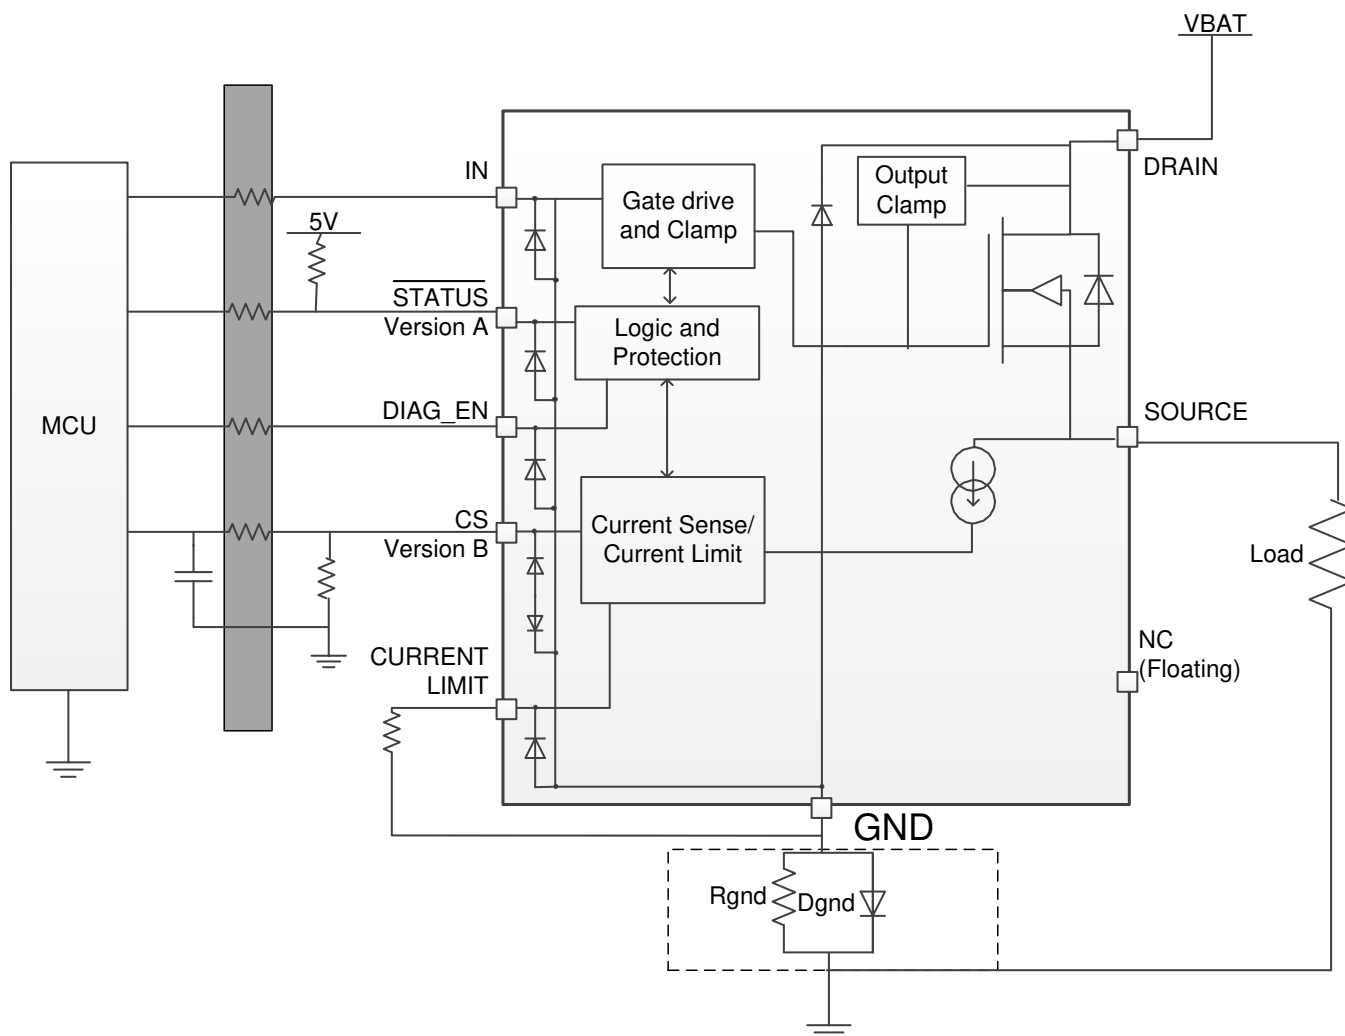 VBAT
IN
Gate drive
and Clamp
Output
Clamp
DRAIN
5V
STATUS
Version A
Logic and
Protection
MCU
DIAG_EN
SOURCE
CS
Version B
Current Sense/
Current Limit
Load
NC
(Floating)
CURRENT
LIMIT
GND
Rgnd
Dgnd